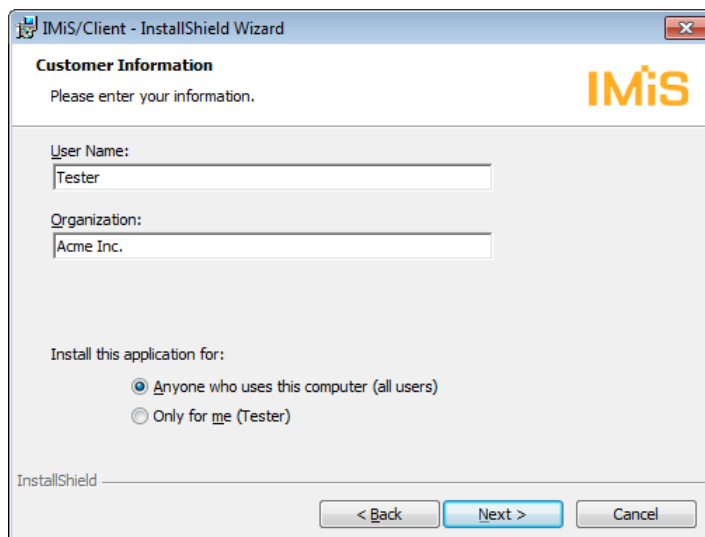 IMiS/Client - InstallShield Wizard
Customer Information
Please enter your information.
IMiS
User Name:
Tester
Organization:
Acme Inc.
Install this application for:
Anyone who uses this computer (all users)
Only for me (Tester)
InstallShield
< Back
Next >
Cancel